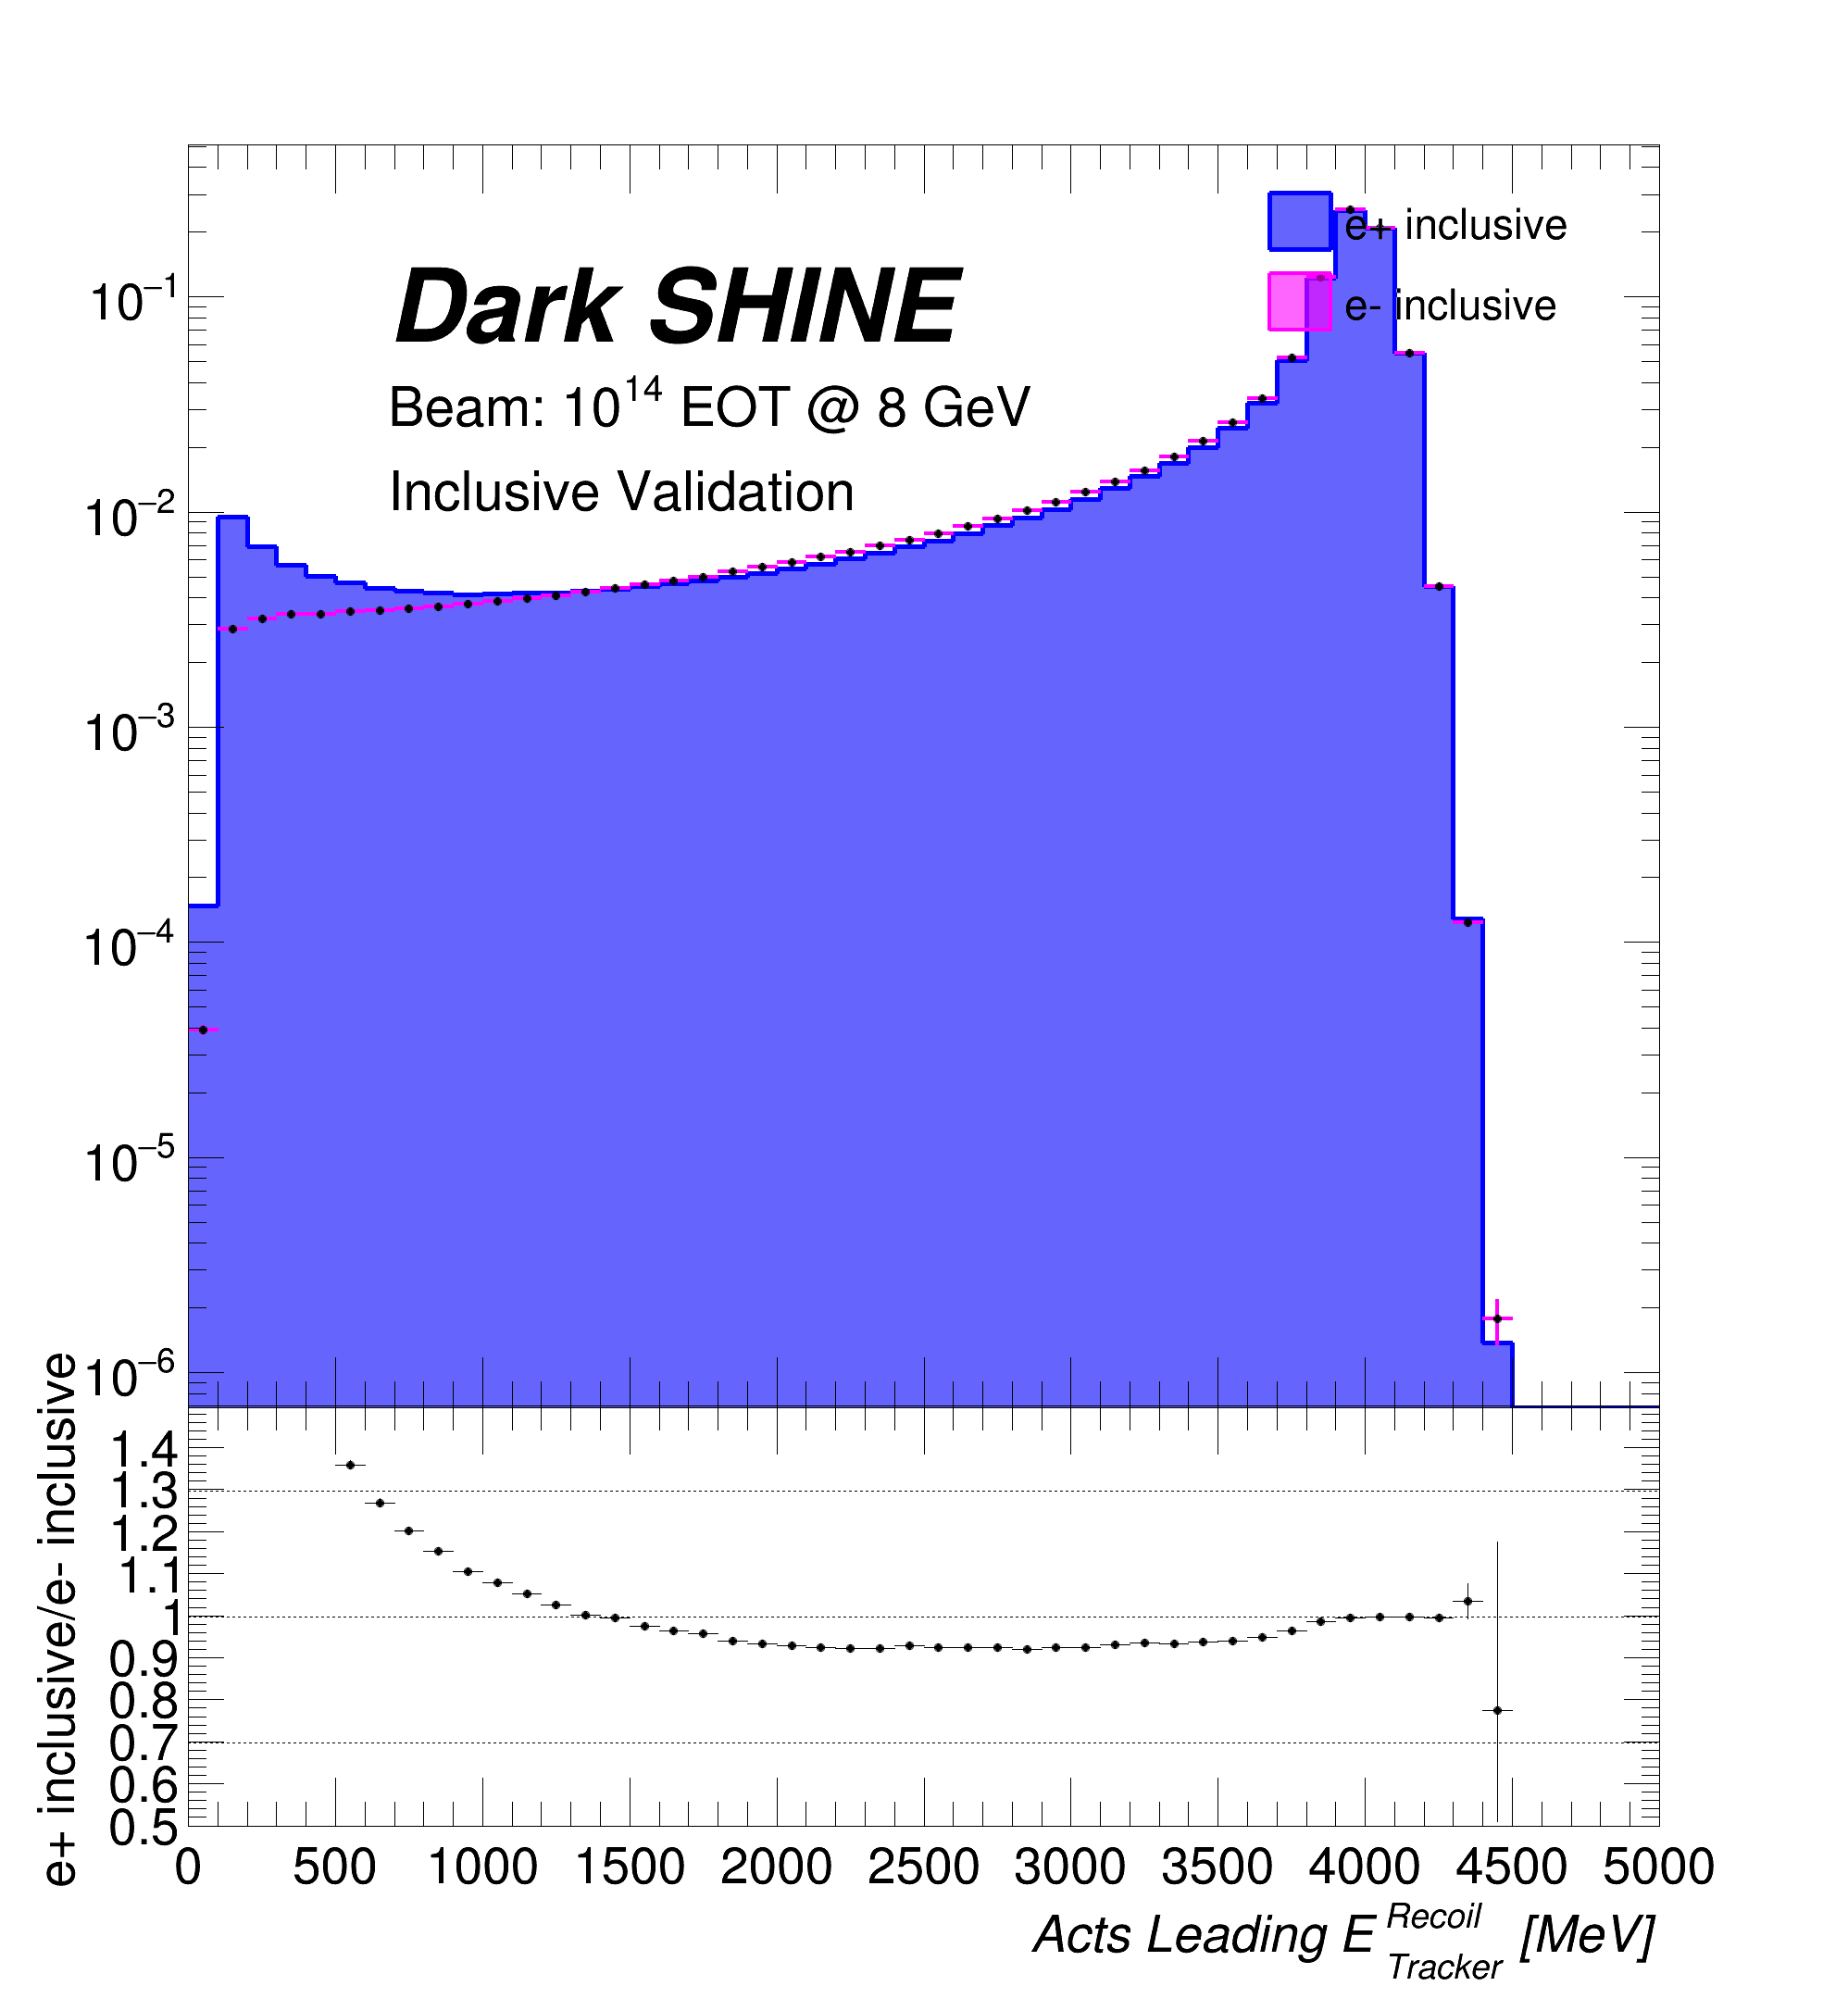 e+ inclusive
e- inclusive
Dark SHINE
Beam: 10^14 EOT @ 8 GeV
Inclusive Validation
10^−1
10^−2
10^−3
10^−4
10^−5
10^−6
e+ inclusive/e- inclusive
1.4
1.3
1.2
1.1
1
0.9
0.8
0.7
0.6
0.5
0 500 1000 1500 2000 2500 3000 3500 4000 4500 5000
Acts Leading E^Recoil_Tracker [MeV]